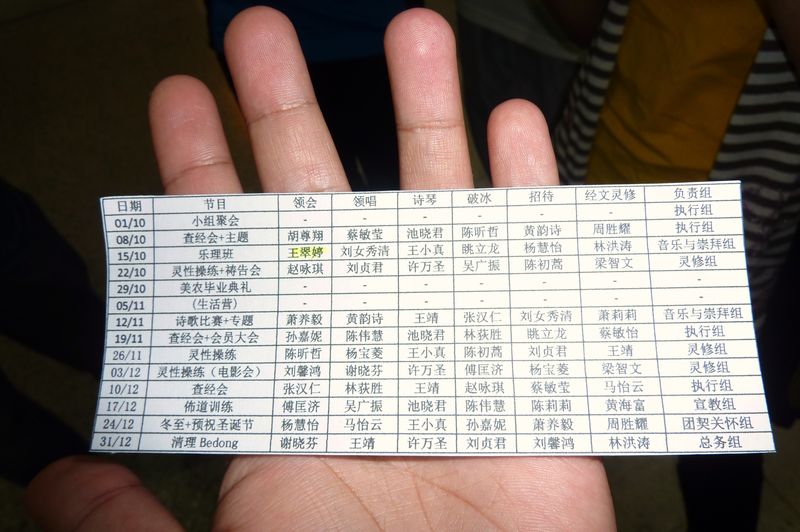 日期 节目 领会 领唱 诗琴 破冰 招待 经文灵修 负责组
01/10 小组聚会 - - - - - - 执行组
08/10 查经会+主题 胡尊翔 蔡敏莹 池晓君 陈昕哲 黄韵诗 周胜耀 执行组
15/10 乐理班 王翠婷 刘女秀清 王小真 眺立龙 杨慧怡 林洪涛 音乐与崇拜组
22/10 灵性操练+祷告会 赵咏琪 刘贞君 许万圣 吴广振 陈初蒿 梁智文 灵修组
29/10 美农毕业典礼 - - - - - -
05/11 (生活营) - - - - - -
12/11 诗歌比赛+专题 萧养毅 黄韵诗 王靖 张汉仁 刘女秀清 萧莉莉 音乐与崇拜组
19/11 查经会+会员大会 孙嘉妮 陈伟慧 池晓君 林获胜 眺立龙 蔡敏怡 执行组
26/11 灵性操练 陈昕哲 杨宝菱 王小真 陈初蒿 刘贞君 王靖 灵修组
03/12 灵性操练(电影会) 刘馨鸿 谢晓芬 许万圣 傅匡济 杨宝菱 梁智文 灵修组
10/12 查经会 张汉仁 林获胜 王靖 赵咏琪 蔡敏莹 马怡云 执行组
17/12 佈道训练 傅匡济 吴广振 池晓君 陈伟慧 陈莉莉 黄海富 宣教组
24/12 冬至+预祝圣诞节 杨慧怡 马怡云 王小真 孙嘉妮 萧养毅 周胜耀 团契关怀组
31/12 清理 Bedong 谢晓芬 王靖 许万圣 刘贞君 刘馨鸿 林洪涛 总务组